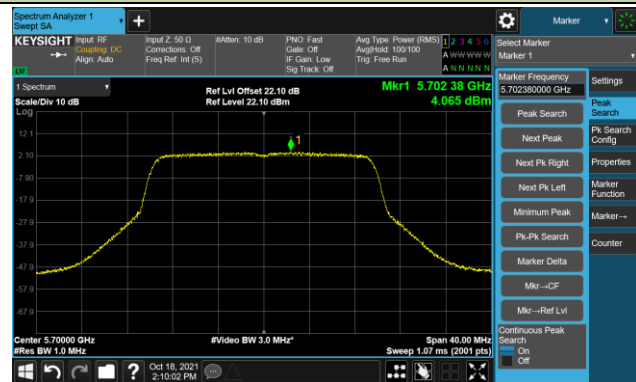 Spectrum Analyzer 1
Swept SA
+
Marker
KEYSIGHT
Input: RF
Coupling: DC
Align: Auto
Input Z: 50 Ω
Corrections: Off
Freq Ref: Int (S)
#Atten: 10 dB
PNO: Fast
Gate: Off
IF Gain: Low
Sig Track: Off
Avg Type: Power (RMS)
Avg|Hold: 100/100
Trig: Free Run
1 2 3 4 5 6
A W W W W W
A N N N N N
LXI
Select Marker
Marker 1
1 Spectrum
Scale/Div 10 dB
Log
Ref Lvl Offset 22.10 dB
Ref Level 22.10 dBm
Mkr1 5.702 38 GHz
4.065 dBm
1
12.1
2.10
-7.90
-17.9
-27.9
-37.9
-47.9
-57.9
-67.9
Center 5.70000 GHz
#Res BW 1.0 MHz
#Video BW 3.0 MHz*
Span 40.00 MHz
Sweep 1.07 ms (2001 pts)
Marker Frequency
5.702380000 GHz
Peak Search
Next Peak
Next Pk Right
Next Pk Left
Minimum Peak
Pk-Pk Search
Marker Delta
Mkr→CF
Mkr→Ref Lvl
Continuous Peak
Search
On
Off
Settings
Peak
Search
Pk Search
Config
Properties
Marker
Function
Marker→
Counter
?
Oct 18, 2021
2:10:02 PM